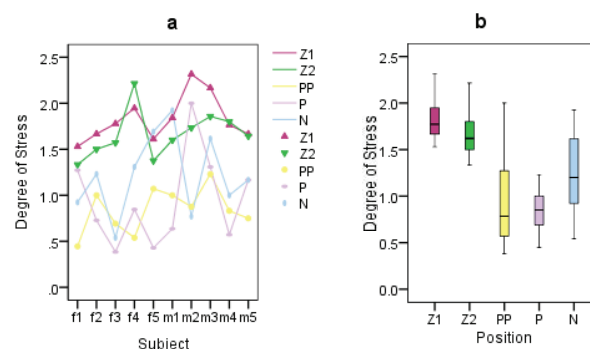 a
Degree of Stress
2.5
2.0
1.5
1.0
.5
.0
f1 f2 f3 f4 f5 m1 m2 m3 m4 m5
Subject
Z1
Z2
PP
P
N
Z1
Z2
PP
P
N
b
Degree of Stress
2.5
2.0
1.5
1.0
0.5
0.0
Z1 Z2 PP P N
Position